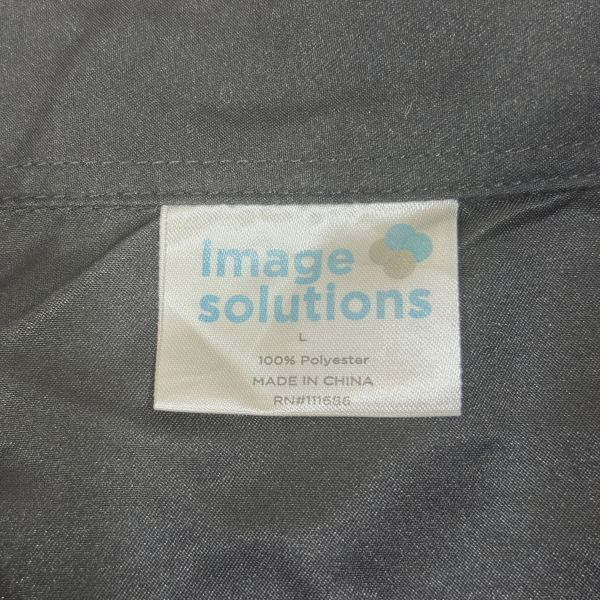 Image
solutions
L
100% Polyester
MADE IN CHINA
RN#111686